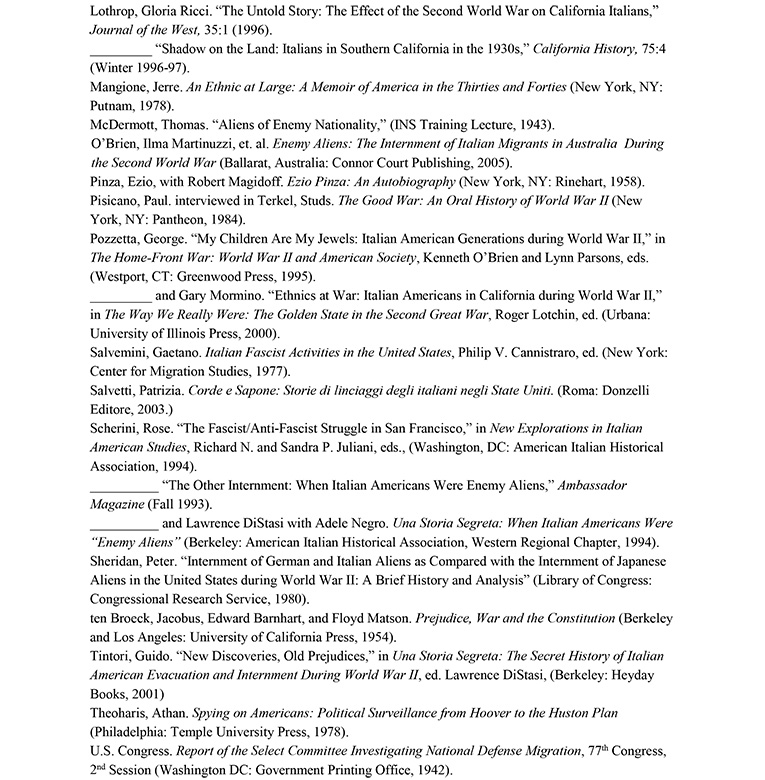 Lothrop, Gloria Ricci. “The Untold Story: The Effect of the Second World War on California Italians,”
Journal of the West, 35:1 (1996).
_________ “Shadow on the Land: Italians in Southern California in the 1930s,” California History, 75:4
(Winter 1996-97).
Mangione, Jerre. An Ethnic at Large: A Memoir of America in the Thirties and Forties (New York, NY:
Putnam, 1978).
McDermott, Thomas. “Aliens of Enemy Nationality,” (INS Training Lecture, 1943).
O’Brien, Ilma Martinuzzi, et. al. Enemy Aliens: The Internment of Italian Migrants in Australia During
the Second World War (Ballarat, Australia: Connor Court Publishing, 2005).
Pinza, Ezio, with Robert Magidoff. Ezio Pinza: An Autobiography (New York, NY: Rinehart, 1958).
Pisicano, Paul. interviewed in Terkel, Studs. The Good War: An Oral History of World War II (New
York, NY: Pantheon, 1984).
Pozzetta, George. “My Children Are My Jewels: Italian American Generations during World War II,” in
The Home-Front War: World War II and American Society, Kenneth O’Brien and Lynn Parsons, eds.
(Westport, CT: Greenwood Press, 1995).
_________ and Gary Mormino. “Ethnics at War: Italian Americans in California during World War II,”
in The Way We Really Were: The Golden State in the Second Great War, Roger Lotchin, ed. (Urbana:
University of Illinois Press, 2000).
Salvemini, Gaetano. Italian Fascist Activities in the United States, Philip V. Cannistraro, ed. (New York:
Center for Migration Studies, 1977).
Salvetti, Patrizia. Corde e Sapone: Storie di linciaggi degli italiani negli State Uniti. (Roma: Donzelli
Editore, 2003.)
Scherini, Rose. “The Fascist/Anti-Fascist Struggle in San Francisco,” in New Explorations in Italian
American Studies, Richard N. and Sandra P. Juliani, eds., (Washington, DC: American Italian Historical
Association, 1994).
__________ “The Other Internment: When Italian Americans Were Enemy Aliens,” Ambassador
Magazine (Fall 1993).
__________ and Lawrence DiStasi with Adele Negro. Una Storia Segreta: When Italian Americans Were
“Enemy Aliens” (Berkeley: American Italian Historical Association, Western Regional Chapter, 1994).
Sheridan, Peter. “Internment of German and Italian Aliens as Compared with the Internment of Japanese
Aliens in the United States during World War II: A Brief History and Analysis” (Library of Congress:
Congressional Research Service, 1980).
ten Broeck, Jacobus, Edward Barnhart, and Floyd Matson. Prejudice, War and the Constitution (Berkeley
and Los Angeles: University of California Press, 1954).
Tintori, Guido. “New Discoveries, Old Prejudices,” in Una Storia Segreta: The Secret History of Italian
American Evacuation and Internment During World War II, ed. Lawrence DiStasi, (Berkeley: Heyday
Books, 2001)
Theoharis, Athan. Spying on Americans: Political Surveillance from Hoover to the Huston Plan
(Philadelphia: Temple University Press, 1978).
U.S. Congress. Report of the Select Committee Investigating National Defense Migration, 77th Congress,
2nd Session (Washington DC: Government Printing Office, 1942).